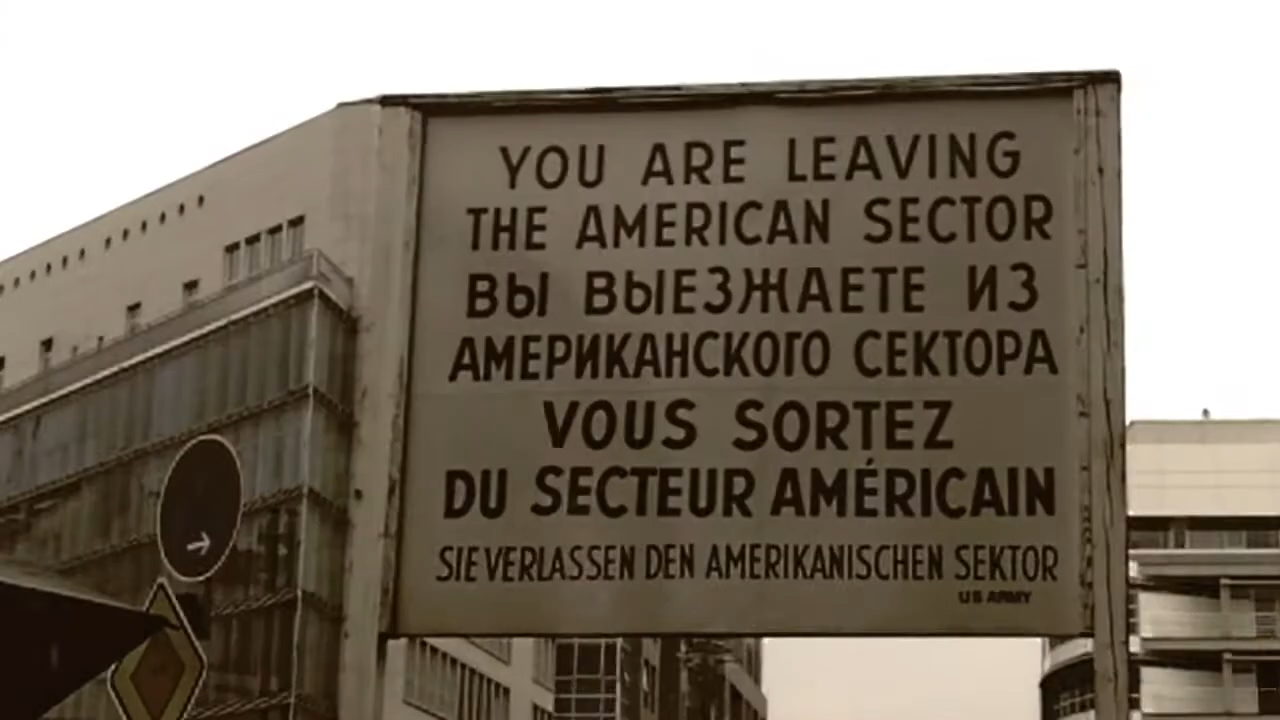 YOU ARE LEAVING
THE AMERICAN SECTOR
ВЫ ВЫЕЗЖАЕТЕ ИЗ
АМЕРИКАНСКОГО СЕКТОРА
VOUS SORTEZ
DU SECTEUR AMÉRICAIN
SIE VERLASSEN DEN AMERIKANISCHEN SEKTOR
US ARMY